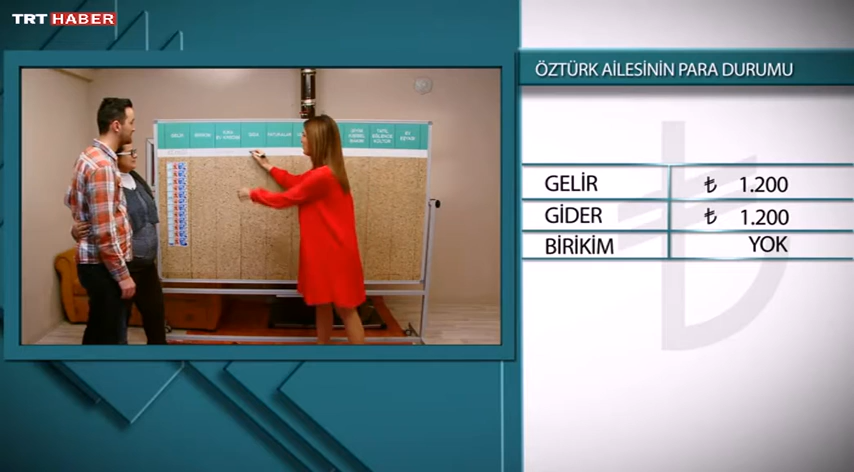 TRT HABER
ÖZTÜRK AİLESİNİN PARA DURUMU
GELİR ₺ 1.200
GİDER ₺ 1.200
BİRİKİM YOK
GELİR BİRİKİM GIDA FATURALAR